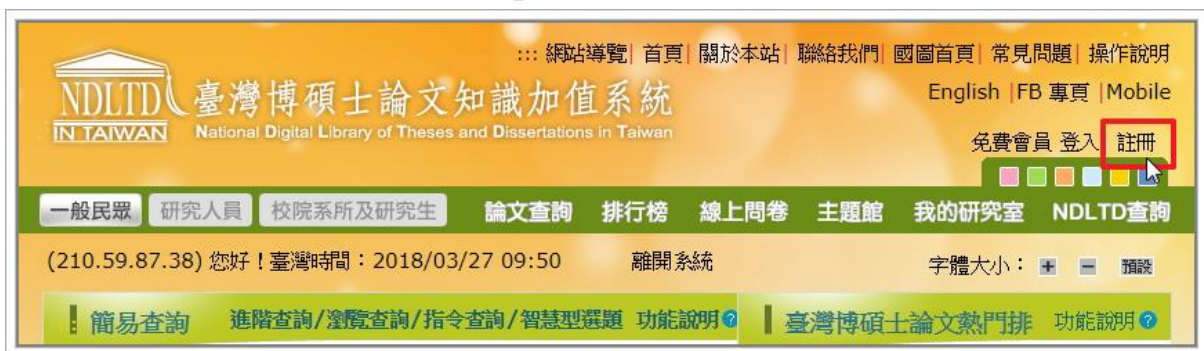 ::: 網站導覽| 首頁| 關於本站| 聯絡我們| 國圖首頁| 常見問題| 操作說明
NDLTD 臺灣博碩士論文知識加值系統
English |FB 專頁 |Mobile
IN TAIWAN National Digital Library of Theses and Dissertations in Taiwan
免費會員 登入 註冊
一般民眾 研究人員 校院系所及研究生 論文查詢 排行榜 線上問卷 主題館 我的研究室 NDLTD查詢
(210.59.87.38) 您好！臺灣時間：2018/03/27 09:50 離開系統 字體大小： + - 預設
簡易查詢 進階查詢/瀏覽查詢/指令查詢/智慧型選題 功能說明? 臺灣博碩士論文熱門排 功能說明?